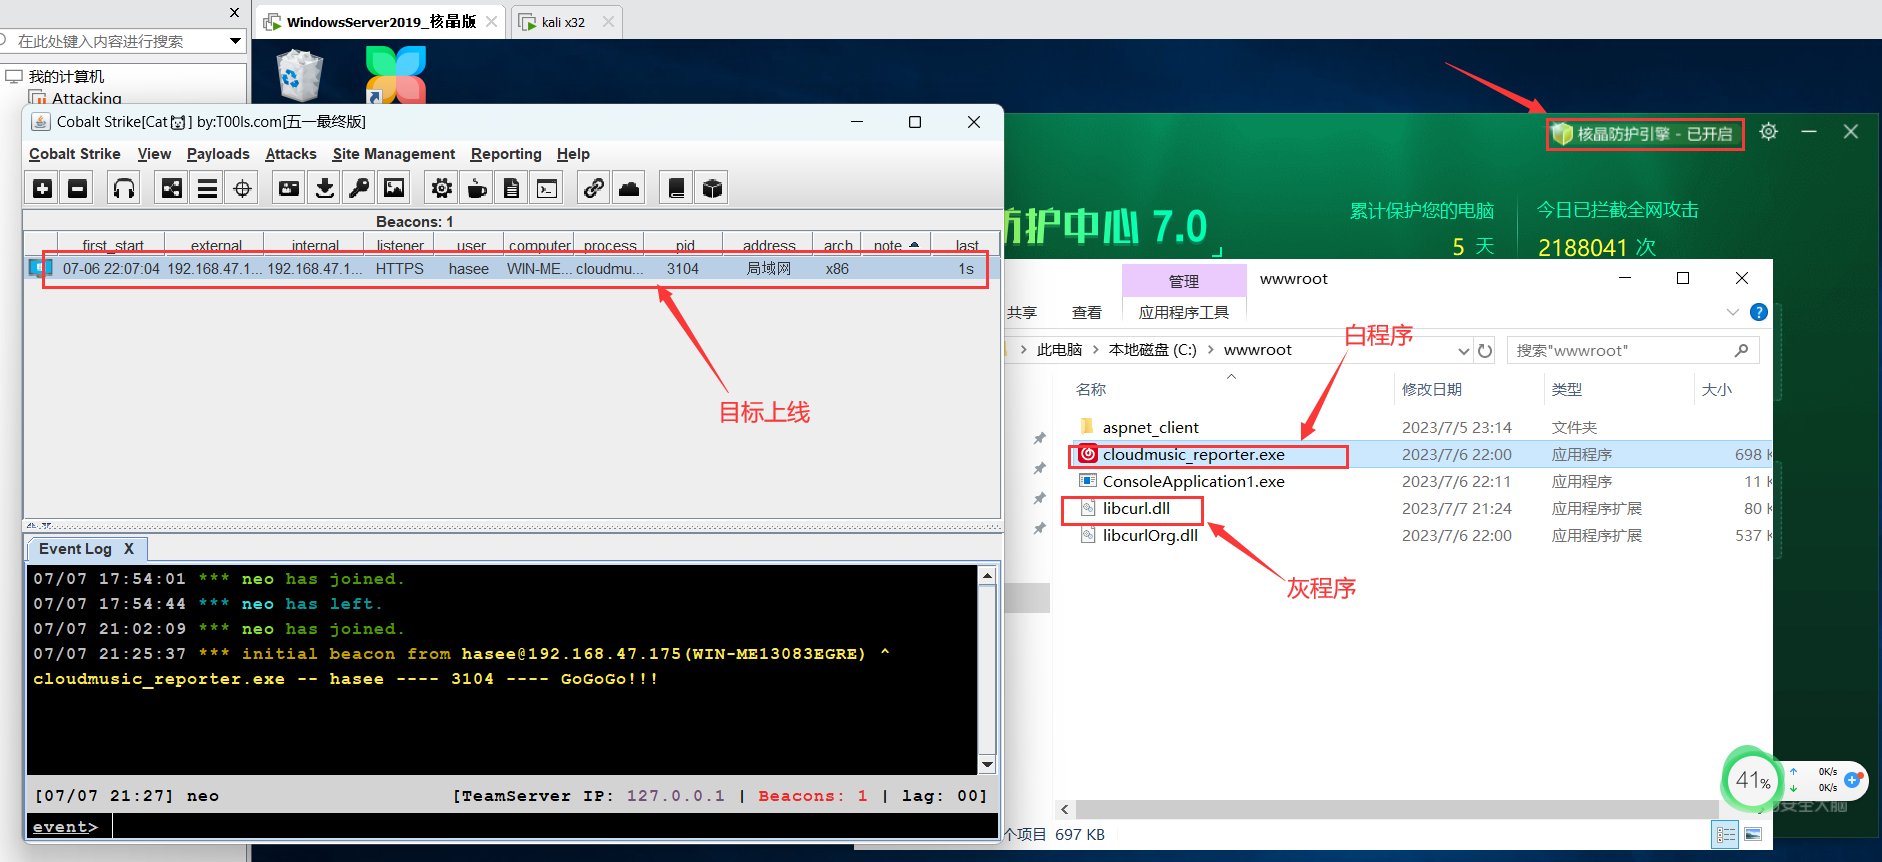 WindowsServer2019_核晶版
kali x32
在此处键入内容进行搜索
我的计算机
Attacking
Cobalt Strike[Cat🐱] by:T00ls.com[五一最终版]
Cobalt Strike View Payloads Attacks Site Management Reporting Help
Beacons: 1
first_start external internal listener user computer process pid address arch note last
07-06 22:07:04 192.168.47.1... 192.168.47.1... HTTPS hasee WIN-ME... cloudmu... 3104 局域网 x86 1s
目标上线
Event Log X
07/07 17:54:01 *** neo has joined.
07/07 17:54:44 *** neo has left.
07/07 21:02:09 *** neo has joined.
07/07 21:25:37 *** initial beacon from hasee@192.168.47.175(WIN-ME13083EGRE) ^
cloudmusic_reporter.exe -- hasee ---- 3104 ---- GoGoGo!!!
[07/07 21:27] neo
[TeamServer IP: 127.0.0.1 | Beacons: 1 | lag: 00]
event>
核晶防护引擎 - 已开启
防护中心 7.0
累计保护您的电脑
5 天
今日已拦截全网攻击
2188041 次
管理
wwwroot
共享 查看 应用程序工具
白程序
此电脑 本地磁盘 (C:) wwwroot
搜索"wwwroot"
名称 修改日期 类型 大小
aspnet_client 2023/7/5 23:14 文件夹
cloudmusic_reporter.exe 2023/7/6 22:00 应用程序 698 K
ConsoleApplication1.exe 2023/7/6 22:11 应用程序 11 K
libcurl.dll 2023/7/7 21:24 应用程序扩展 80 K
libcurlOrg.dll 2023/7/6 22:00 应用程序扩展 537 K
灰程序
41%
0K/s
0K/s
安全大脑
个项目 697 KB